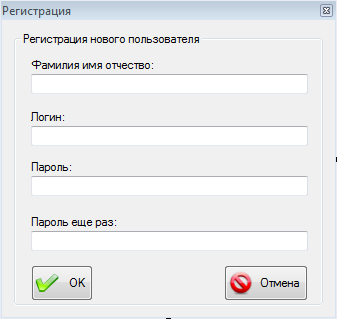 Регистрация
Регистрация нового пользователя
Фамилия имя отчество:
Логин:
Пароль:
Пароль еще раз:
OK
Отмена